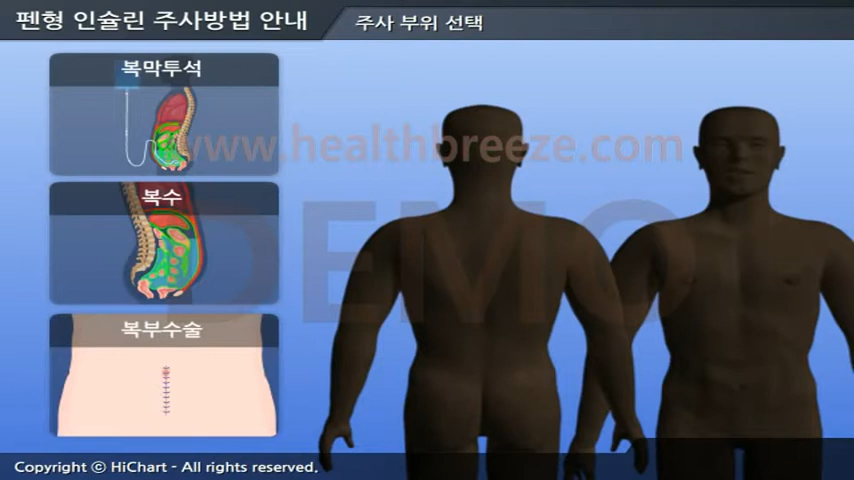 펜형 인슐린 주사방법 안내
주사 부위 선택
복막투석
www.healthbreeze.com
복수
DEMO
복부수술
Copyright ⓒ HiChart - All rights reserved.